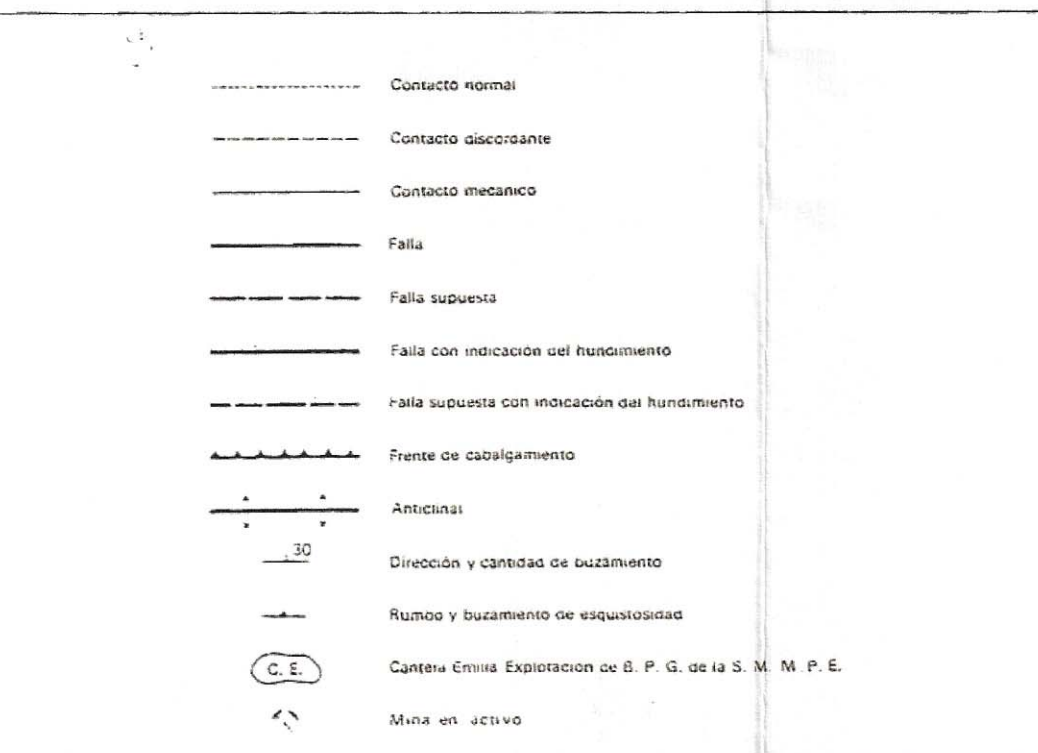 Contacto normal
Contacto discordante
Contacto mecanico
Falla
Falla supuesta
Falla con indicación del hundimiento
Falla supuesta con indicación del hundimiento
Frente de cabalgamiento
Anticlinal
30
Dirección y cantidad de buzamiento
Rumbo y buzamiento de esquistosidad
C. E.
Cantera Emilia Explotación de B. P. G. de la S. M. M. P. E.
Mina en activo